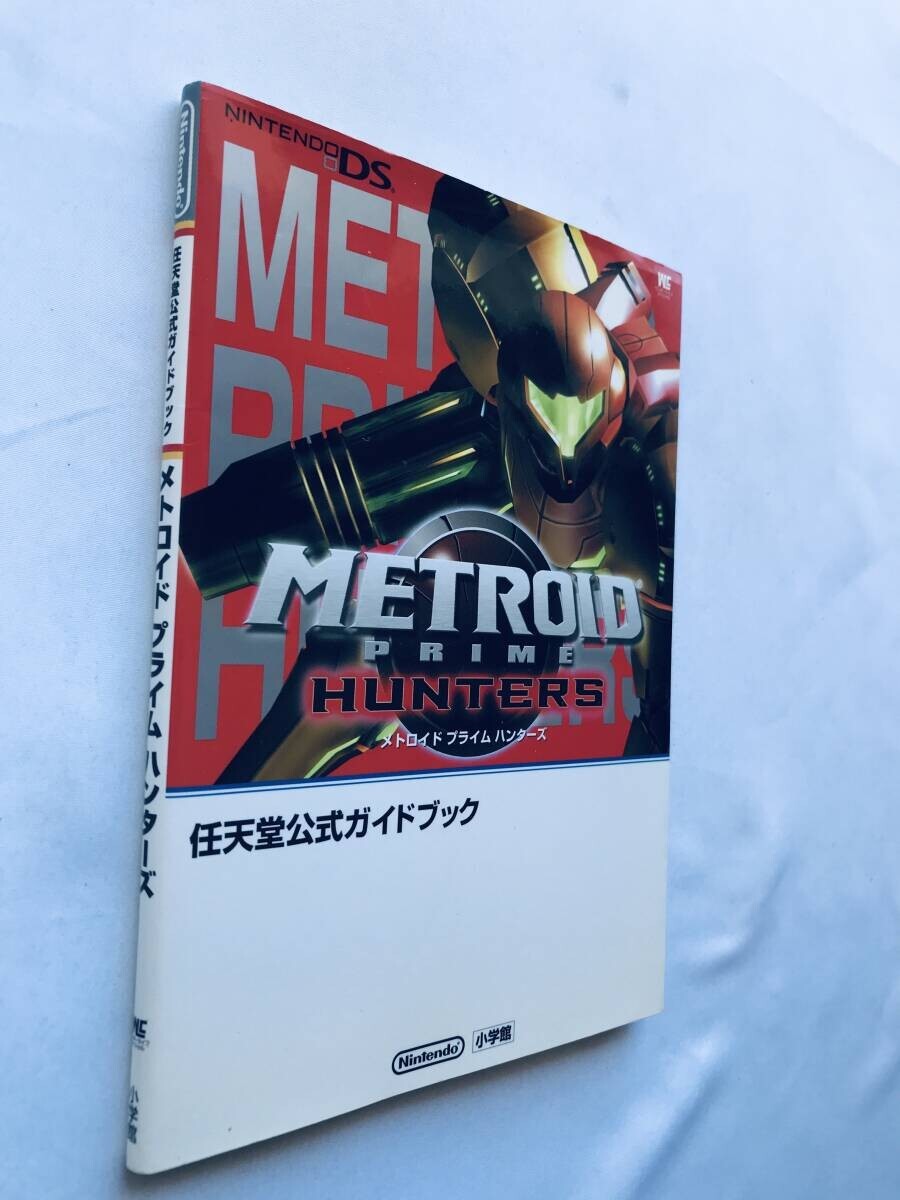 Nintendo
任天堂公式ガイドブック
メトロイド プライム ハンターズ
小学館
NINTENDO DS
METROID
PRIME
HUNTERS
メトロイド プライム ハンターズ
任天堂公式ガイドブック
Nintendo
小学館